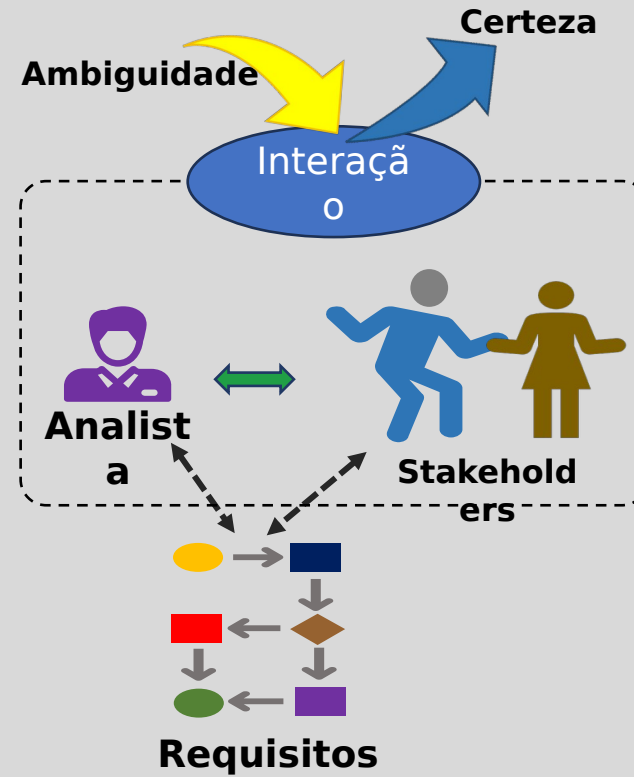 Certeza
Ambiguidade
Interaçã
o
Analist
a
Stakehold
ers
Requisitos